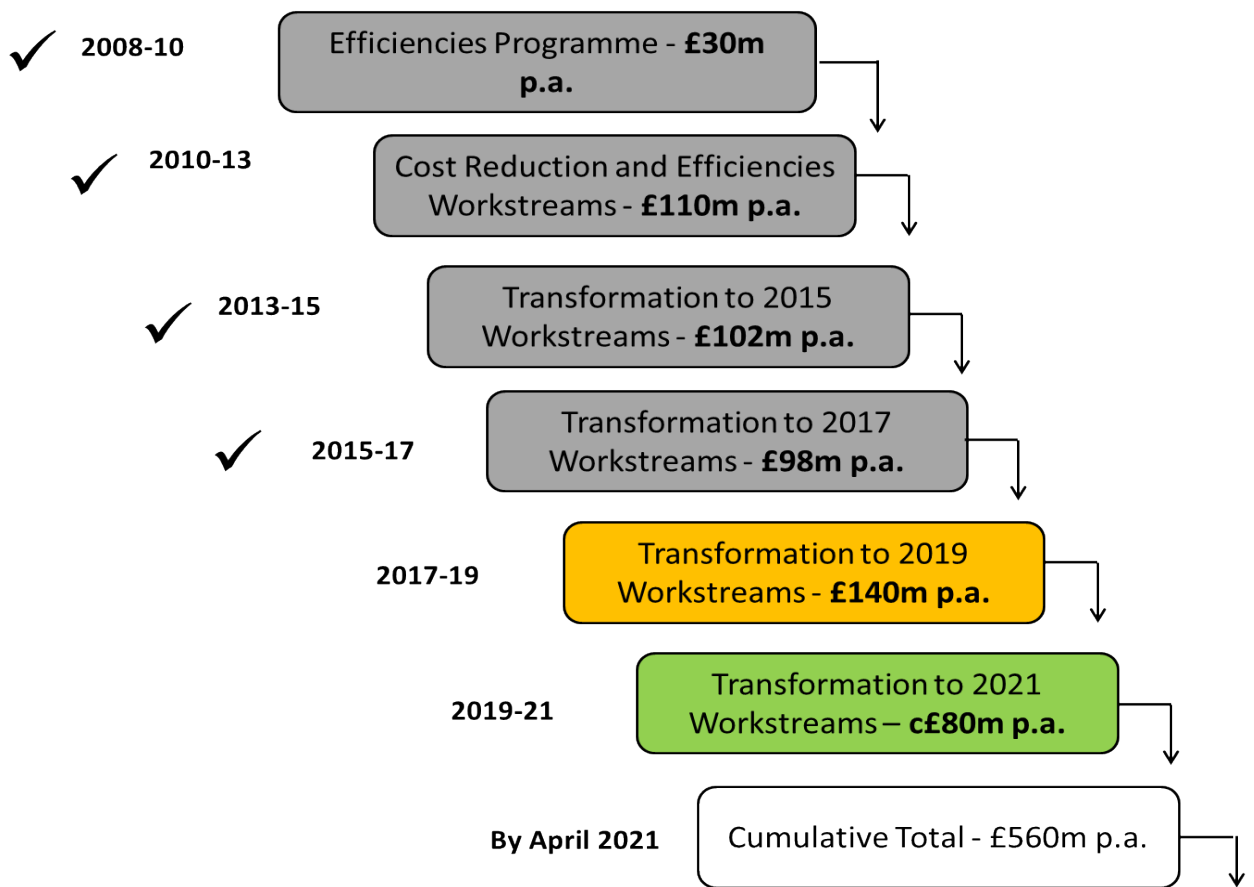 2008-10
Efficiencies Programme - £30m
p.a.
2010-13
Cost Reduction and Efficiencies
Workstreams - £110m p.a.
2013-15
Transformation to 2015
Workstreams - £102m p.a.
2015-17
Transformation to 2017
Workstreams - £98m p.a.
2017-19
Transformation to 2019
Workstreams - £140m p.a.
2019-21
Transformation to 2021
Workstreams – c£80m p.a.
By April 2021
Cumulative Total - £560m p.a.